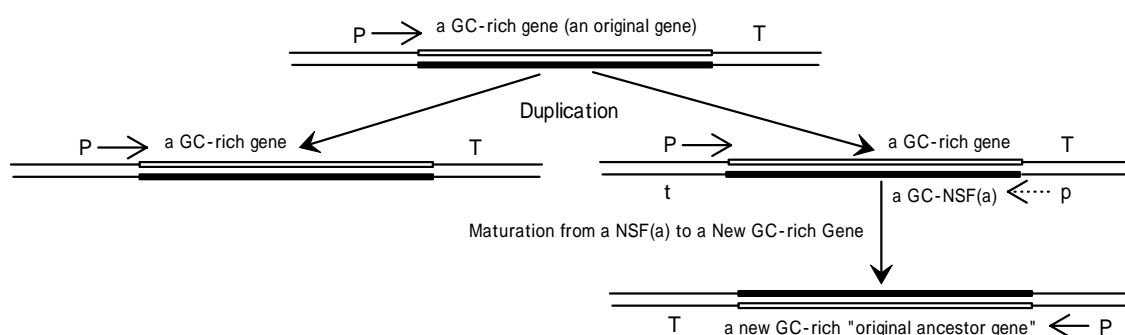 P a GC-rich gene (an original gene) T
Duplication
P a GC-rich gene T
P a GC-rich gene T
t a GC-NSF(a) p
Maturation from a NSF(a) to a New GC-rich Gene
T a new GC-rich "original ancestor gene" P